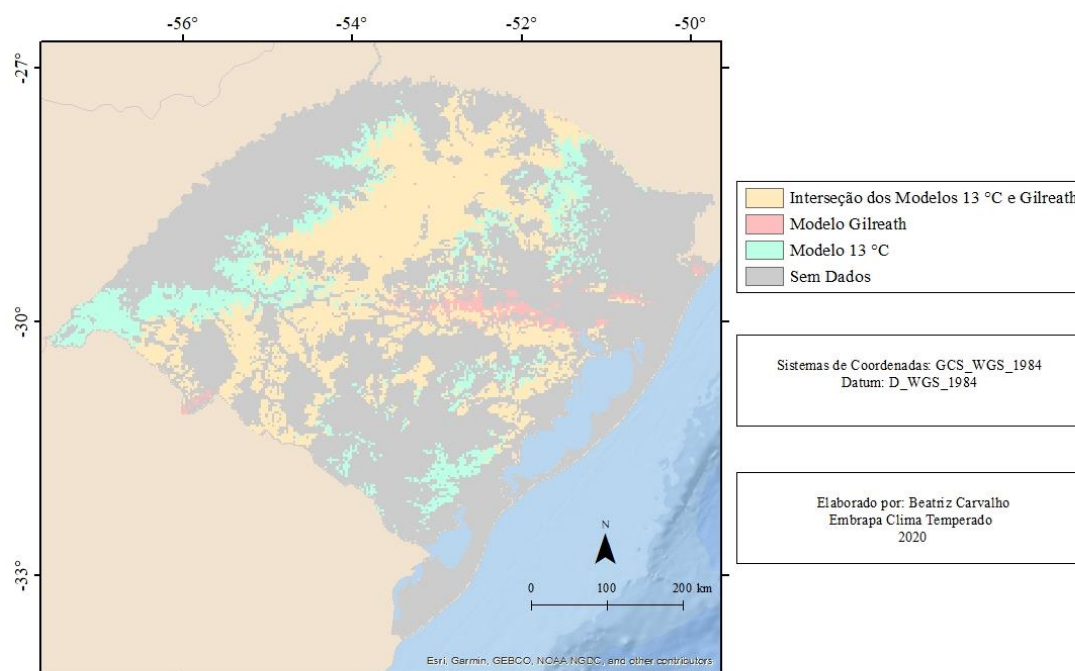 -56°
-54°
-52°
-50°
-27°
-30°
-33°
Interseção dos Modelos 13 °C e Gilreath
Modelo Gilreath
Modelo 13 °C
Sem Dados
Sistemas de Coordenadas: GCS_WGS_1984
Datum: D_WGS_1984
Elaborado por: Beatriz Carvalho
Embrapa Clima Temperado
2020
N
0 100 200 km
Esri, Garmin, GEBCO, NOAA NGDC, and other contributors